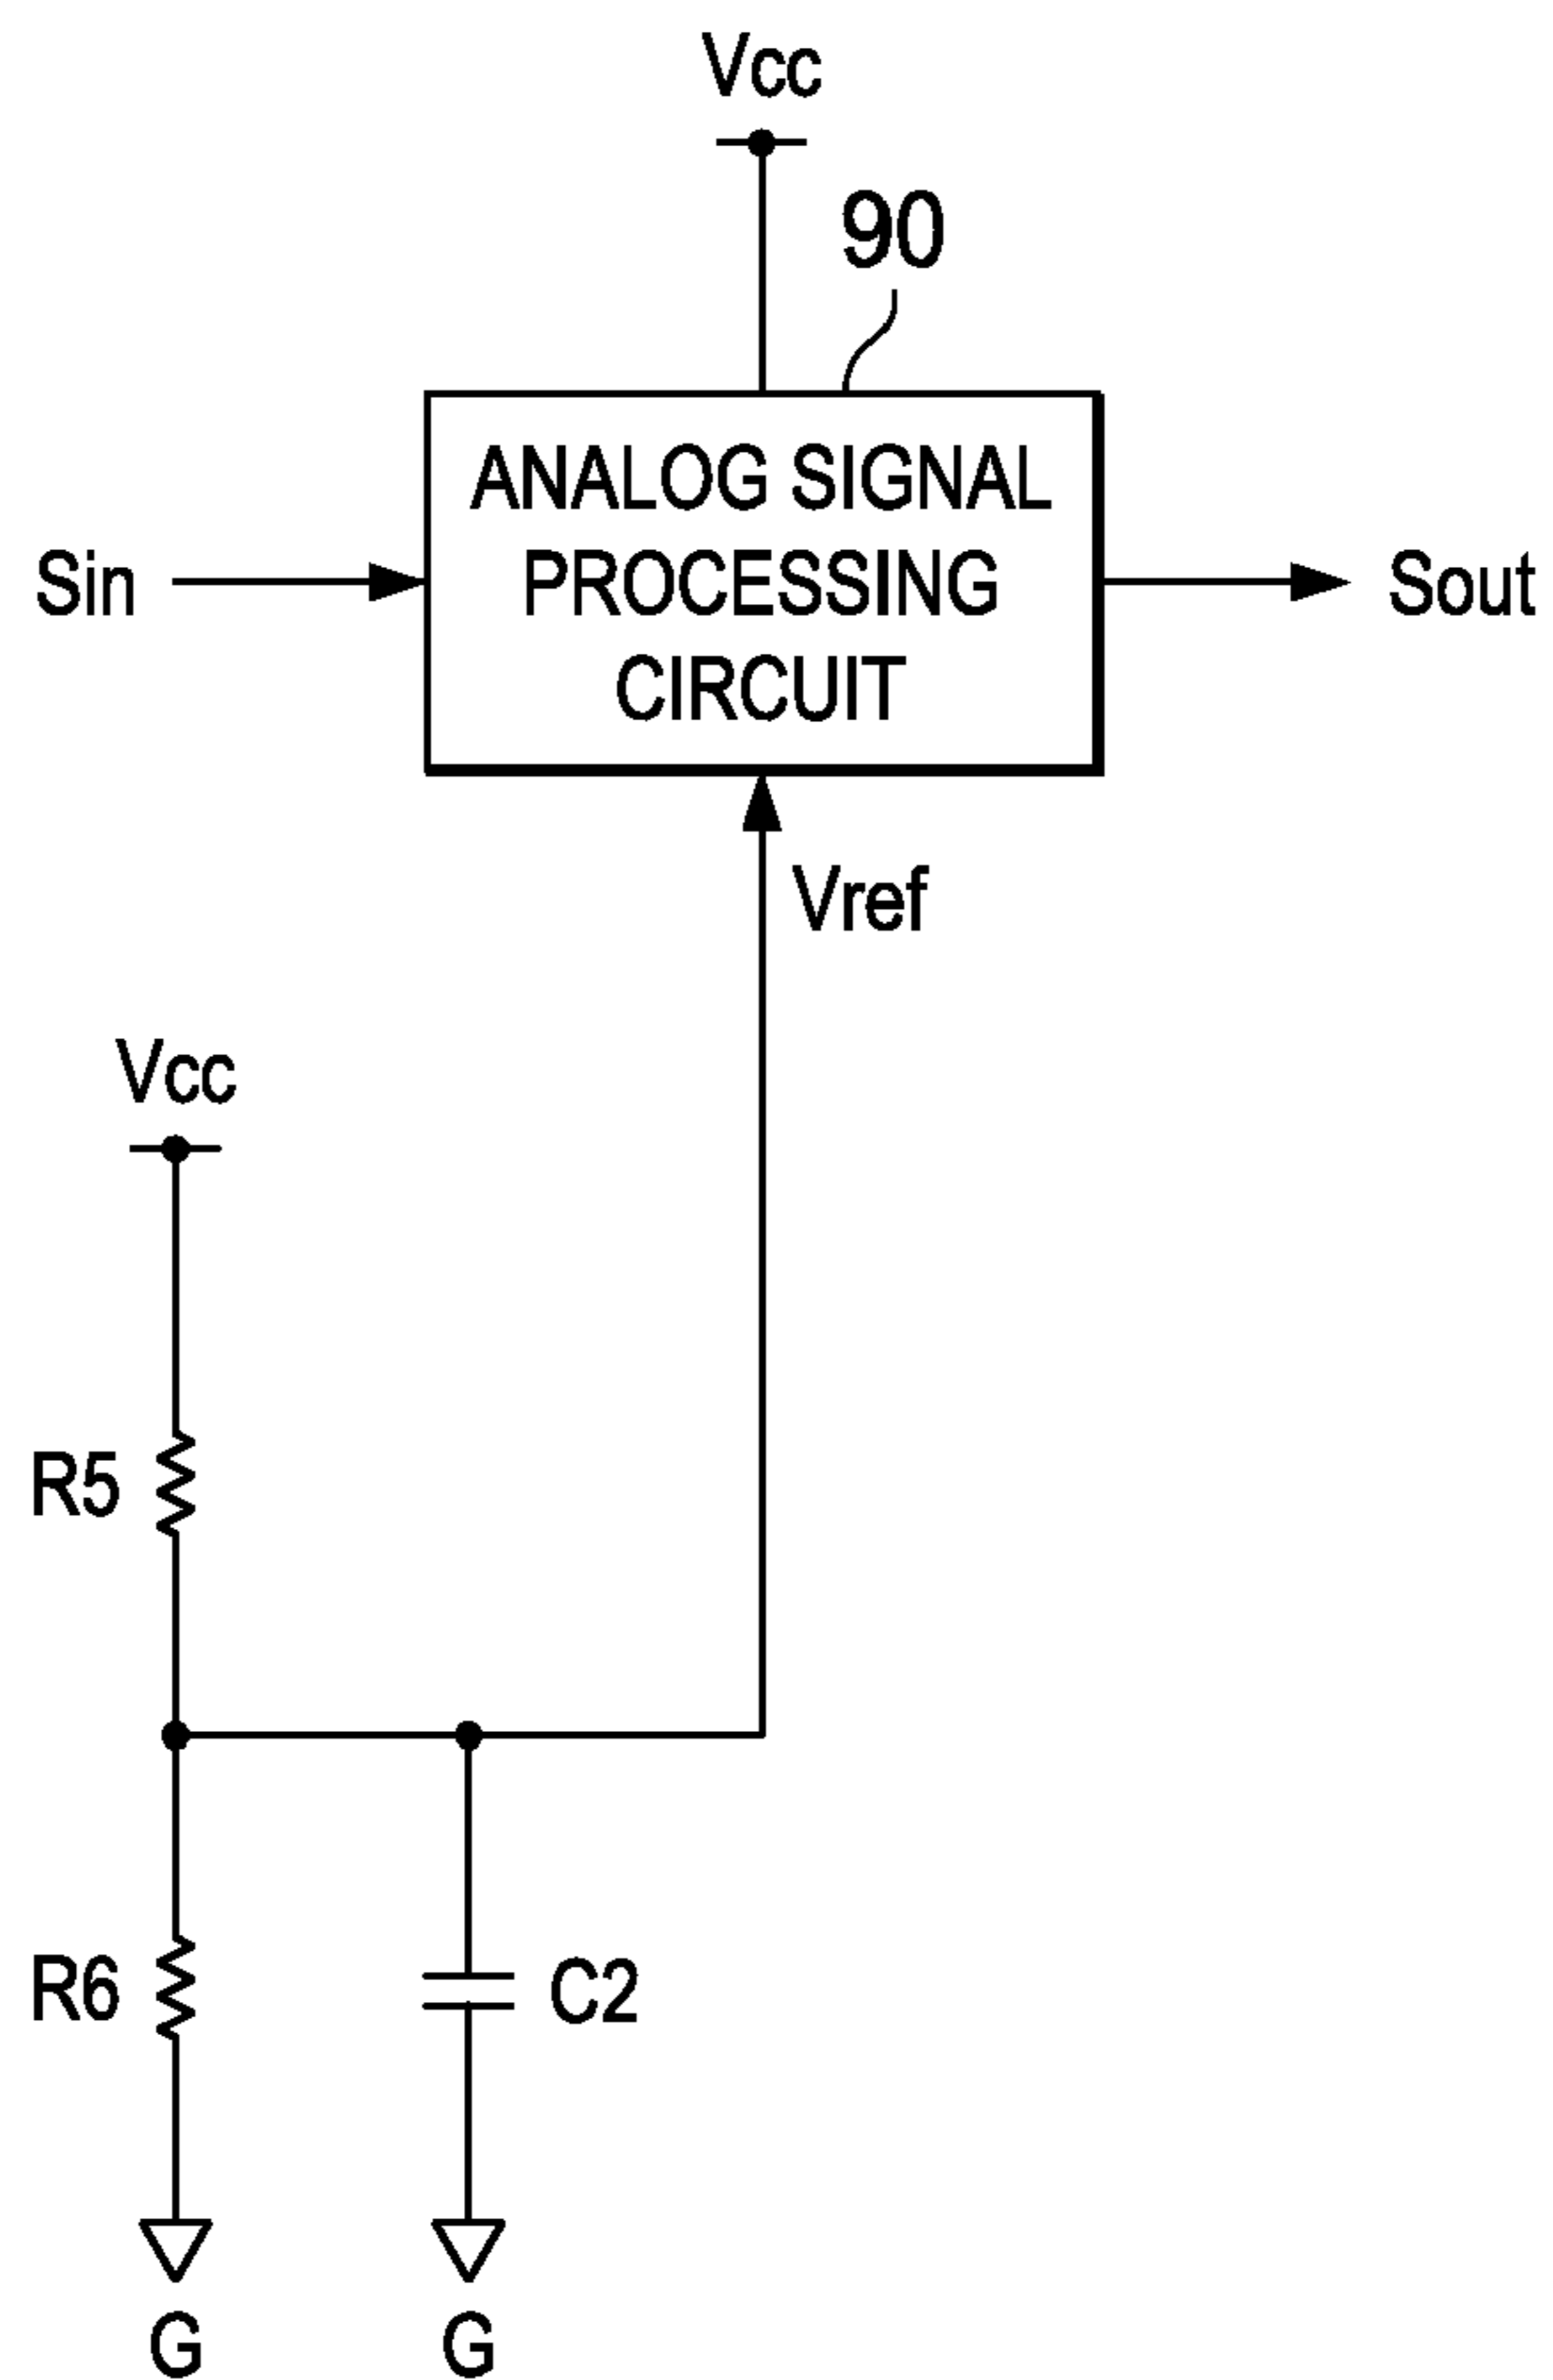 Vcc
90
ANALOG SIGNAL
PROCESSING
CIRCUIT
Sin
Sout
Vref
Vcc
R5
R6
C2
G
G